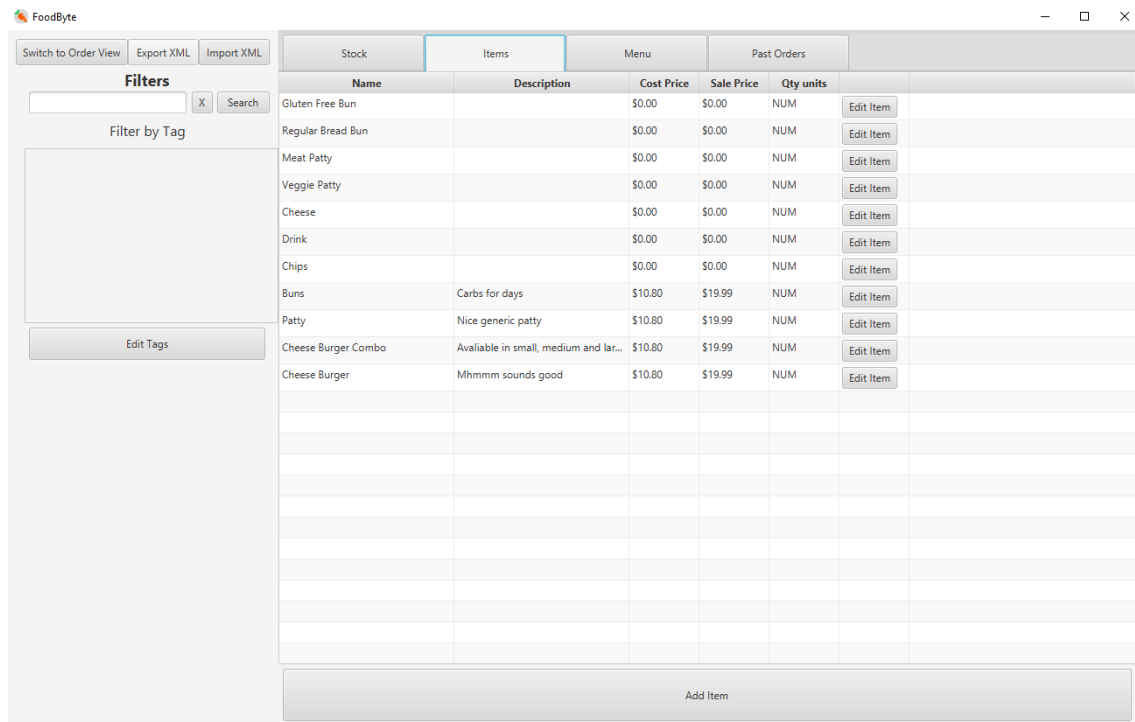 FoodByte
Switch to Order View Export XML Import XML
Filters
X Search
Filter by Tag
Edit Tags
Stock Items Menu Past Orders
Name Description Cost Price Sale Price Qty units
Gluten Free Bun $0.00 $0.00 NUM Edit Item
Regular Bread Bun $0.00 $0.00 NUM Edit Item
Meat Patty $0.00 $0.00 NUM Edit Item
Veggie Patty $0.00 $0.00 NUM Edit Item
Cheese $0.00 $0.00 NUM Edit Item
Drink $0.00 $0.00 NUM Edit Item
Chips $0.00 $0.00 NUM Edit Item
Buns Carbs for days $10.80 $19.99 NUM Edit Item
Patty Nice generic patty $10.80 $19.99 NUM Edit Item
Cheese Burger Combo Avaliable in small, medium and lar... $10.80 $19.99 NUM Edit Item
Cheese Burger Mhmmm sounds good $10.80 $19.99 NUM Edit Item
Add Item